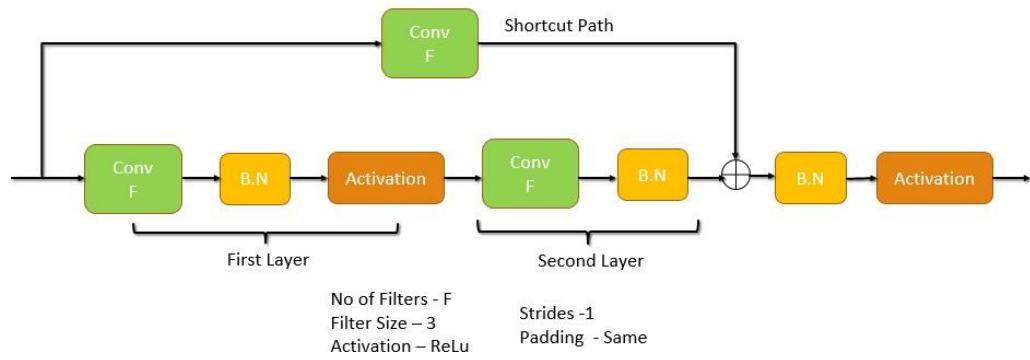 Conv
F
Shortcut Path
Conv
F
B.N
Activation
Conv
F
B.N
B.N
Activation
First Layer
Second Layer
No of Filters - F
Filter Size – 3
Activation – ReLu
Strides -1
Padding - Same